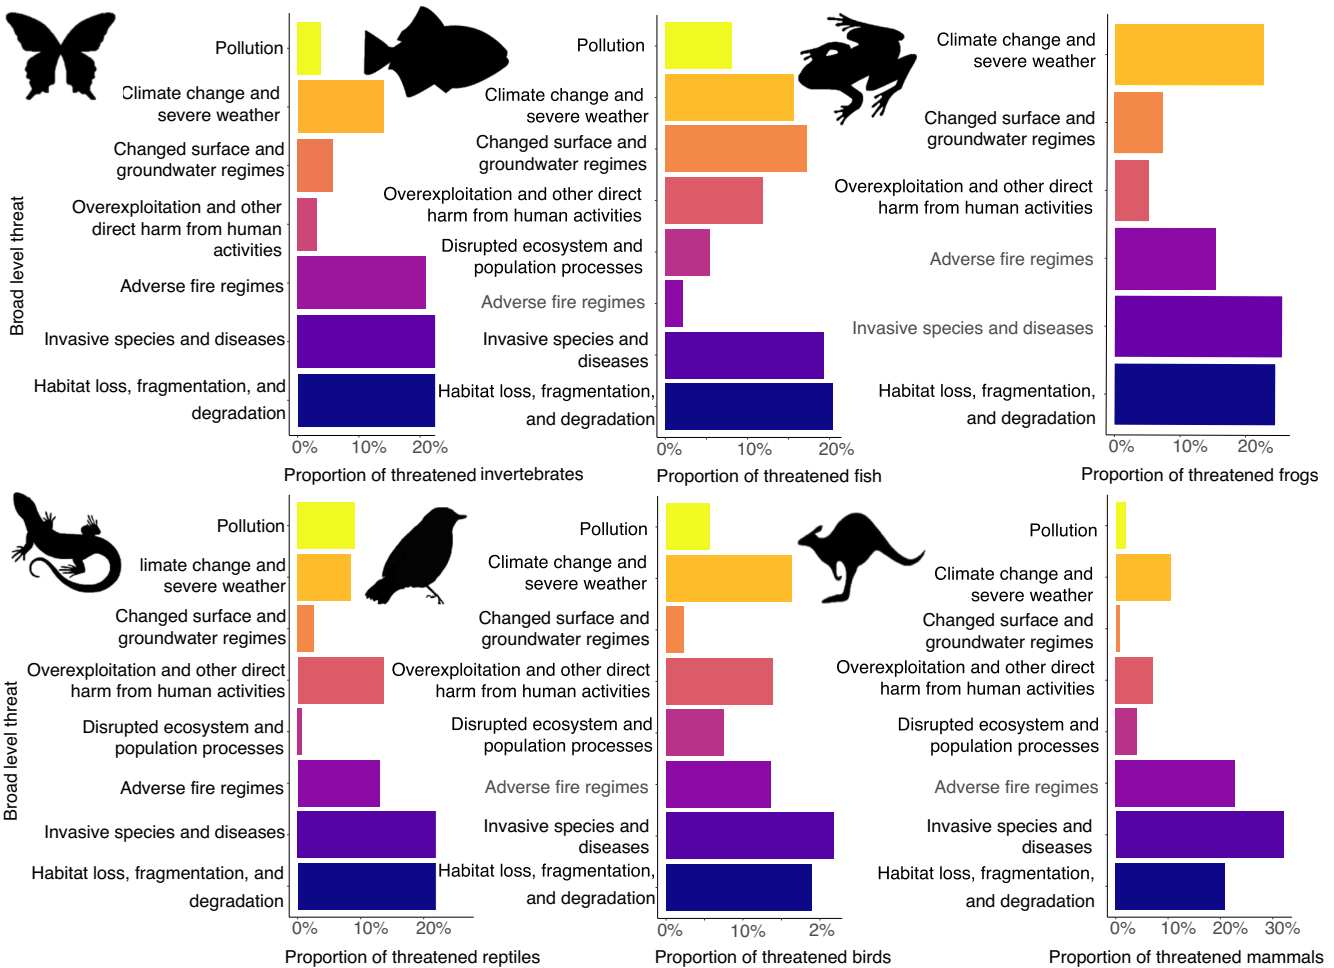 Pollution
Climate change and
severe weather
Changed surface and
groundwater regimes
Overexploitation and other
direct harm from human
activities
Adverse fire regimes
Invasive species and diseases
Habitat loss, fragmentation, and
degradation
Broad level threat
0% 10% 20%
Proportion of threatened invertebrates
Pollution
Climate change and
severe weather
Changed surface and
groundwater regimes
Overexploitation and other direct
harm from human activities
Disrupted ecosystem and
population processes
Adverse fire regimes
Invasive species and
diseases
Habitat loss, fragmentation,
and degradation
0% 10% 20%
Proportion of threatened fish
Climate change and
severe weather
Changed surface and
groundwater regimes
Overexploitation and other direct
harm from human activities
Adverse fire regimes
Invasive species and diseases
Habitat loss, fragmentation,
and degradation
0% 10% 20%
Proportion of threatened frogs
Pollution
limate change and
severe weather
Changed surface and
groundwater regimes
Overexploitation and other direct
harm from human activities
Disrupted ecosystem and
population processes
Adverse fire regimes
Invasive species and diseases
Habitat loss, fragmentation, and
degradation
Broad level threat
0% 10% 20%
Proportion of threatened reptiles
Pollution
Climate change and
severe weather
Changed surface and
groundwater regimes
Overexploitation and other direct
harm from human activities
Disrupted ecosystem and
population processes
Adverse fire regimes
Invasive species and
diseases
Habitat loss, fragmentation,
and degradation
0% 10% 2%
Proportion of threatened birds
Pollution
Climate change and
severe weather
Changed surface and
groundwater regimes
Overexploitation and other direct
harm from human activities
Disrupted ecosystem and
population processes
Adverse fire regimes
Invasive species and
diseases
Habitat loss, fragmentation,
and degradation
0% 10% 20% 30%
Proportion of threatened mammals